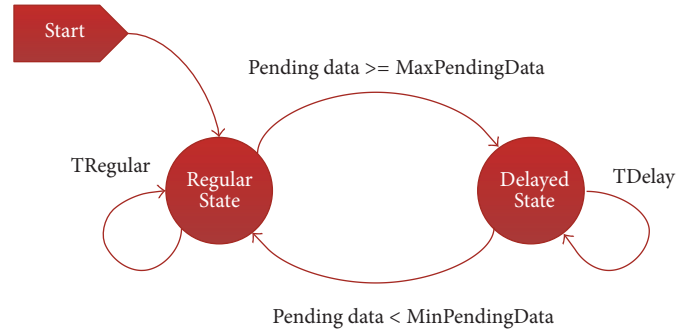 Start
Pending data >= MaxPendingData
TRegular
Regular
State
Delayed
State
TDelay
Pending data < MinPendingData